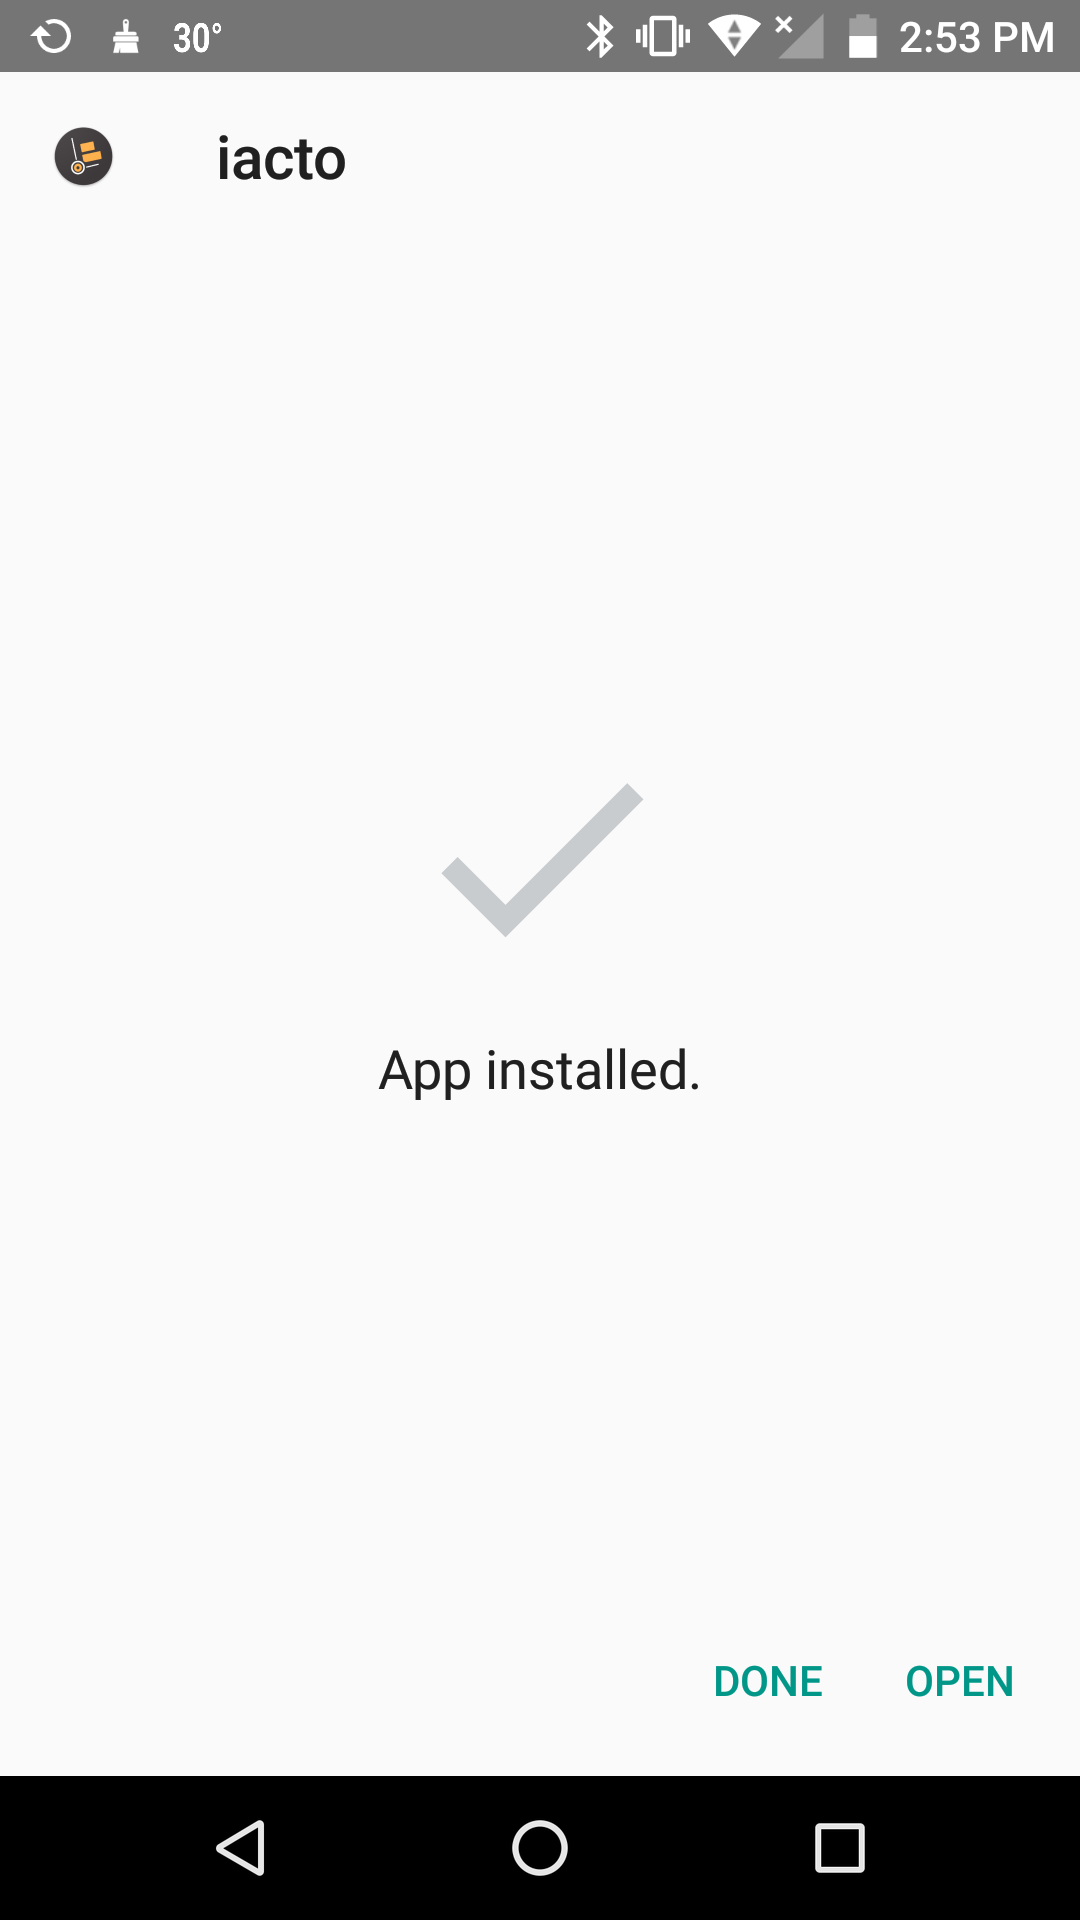 30° 2:53 PM
iacto
App installed.
DONE OPEN